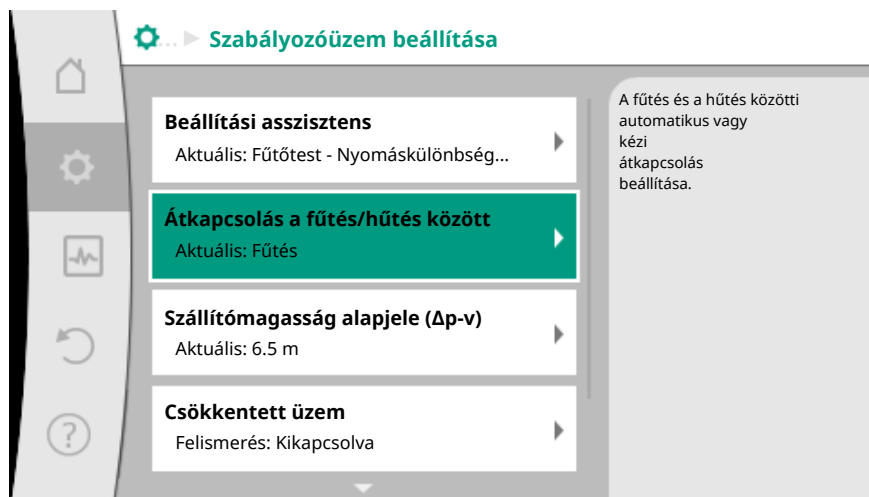 ... Szabályozóüzem beállítása
Beállítási asszisztens
Aktuális: Fűtőtest - Nyomáskülönbség...
Átkapcsolás a fűtés/hűtés között
Aktuális: Fűtés
Szállítómagasság alapjele (Δp-v)
Aktuális: 6.5 m
Csökkentett üzem
Felismerés: Kikapcsolva
A fűtés és a hűtés közötti
automatikus vagy
kézi
átkapcsolás
beállítása.
?